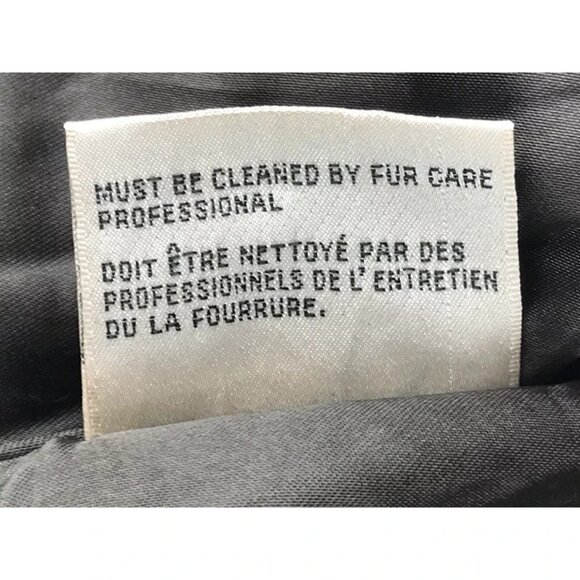 MUST BE CLEANED BY FUR CARE
PROFESSIONAL
DOIT ÊTRE NETTOYÉ PAR DES
PROFESSIONNELS DE L'ENTRETIEN
DU LA FOURRURE.